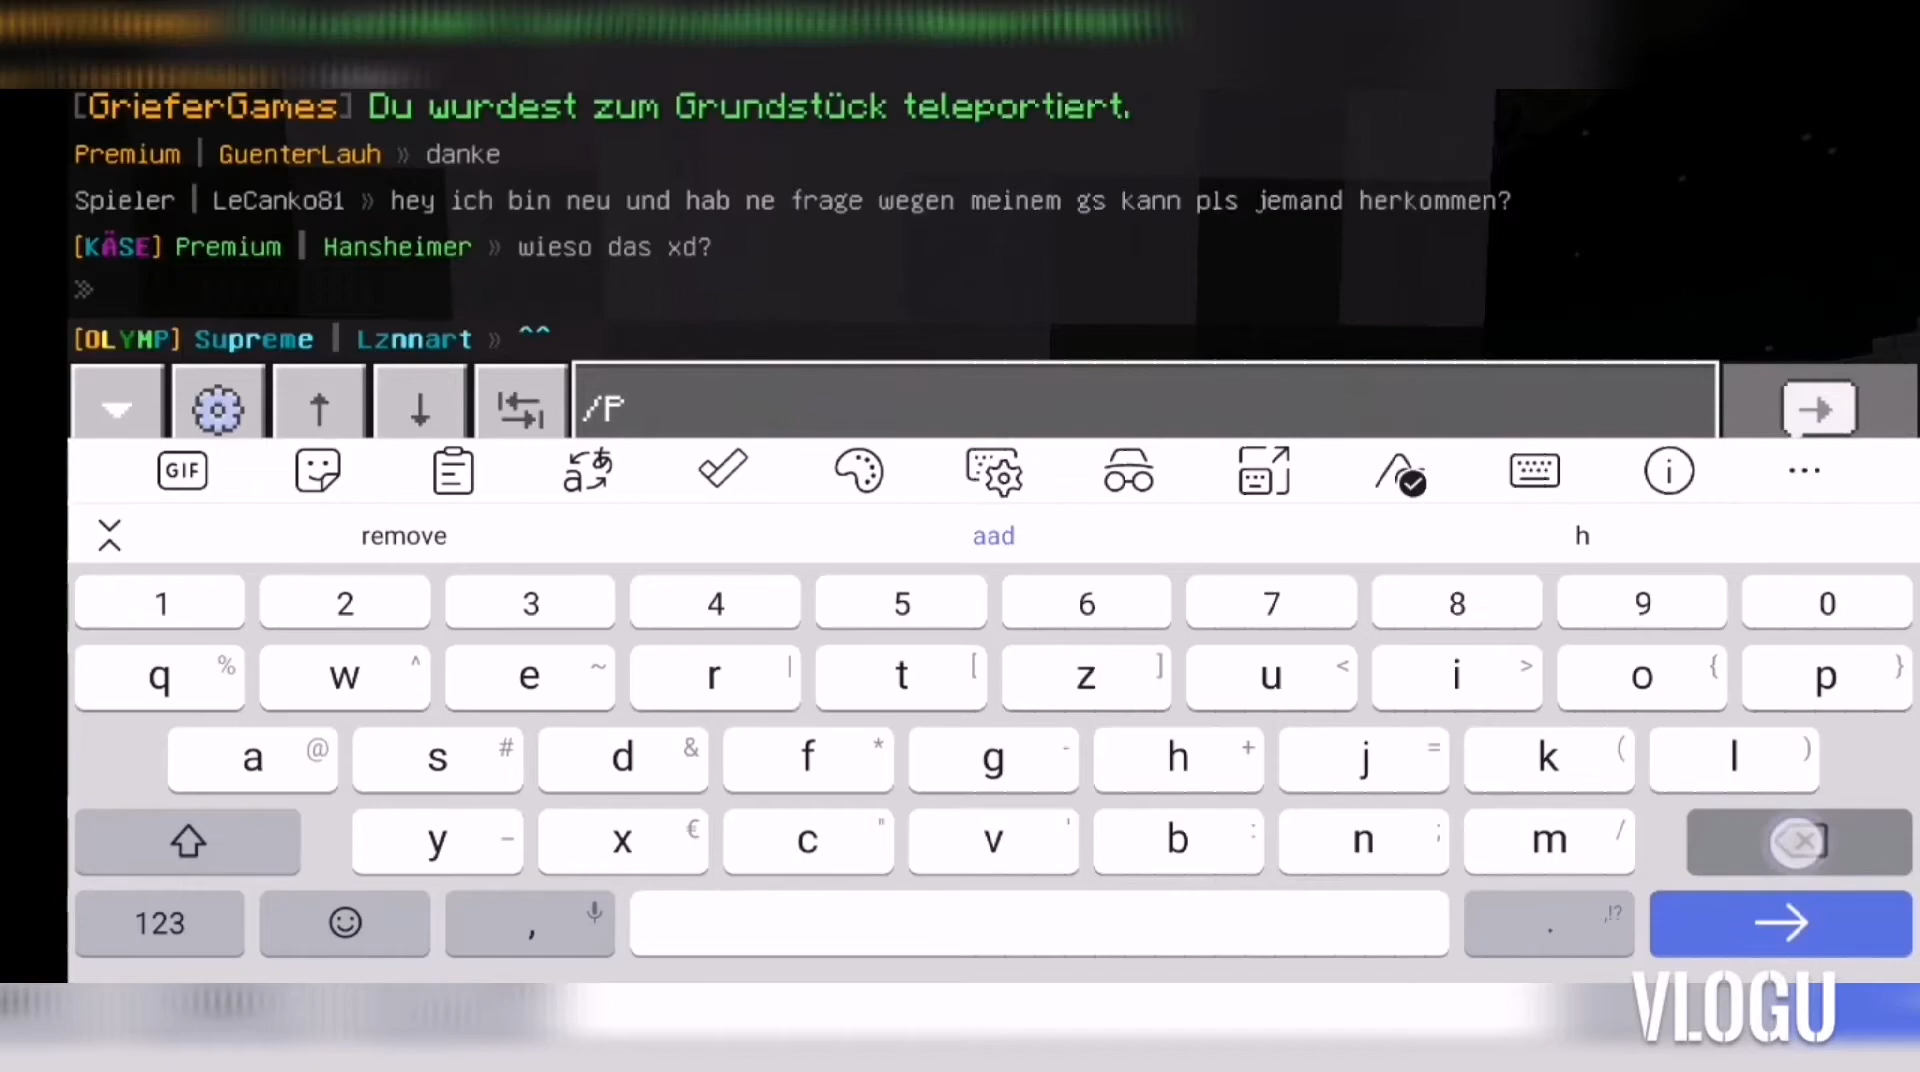 [GrieferGames] Du wurdest zum Grundstück teleportiert.
Premium | GuenterLauh » danke
Spieler | LeCanko81 » hey ich bin neu und hab ne frage wegen meinem gs kann pls jemand herkommen?
[KÄSE] Premium | Hansheimer » wieso das xd?
»
[OLYMP] Supreme | Lznnart » ^^
/P
GIF
remove aad h
1 2 3 4 5 6 7 8 9 0
q % w ^ e ~ r | t [ z ] u < i > o { p }
a @ s # d & f * g - h + j = k ( l )
y _ x € c " v ' b : n ; m /
123 , . ,!?
VLOGU